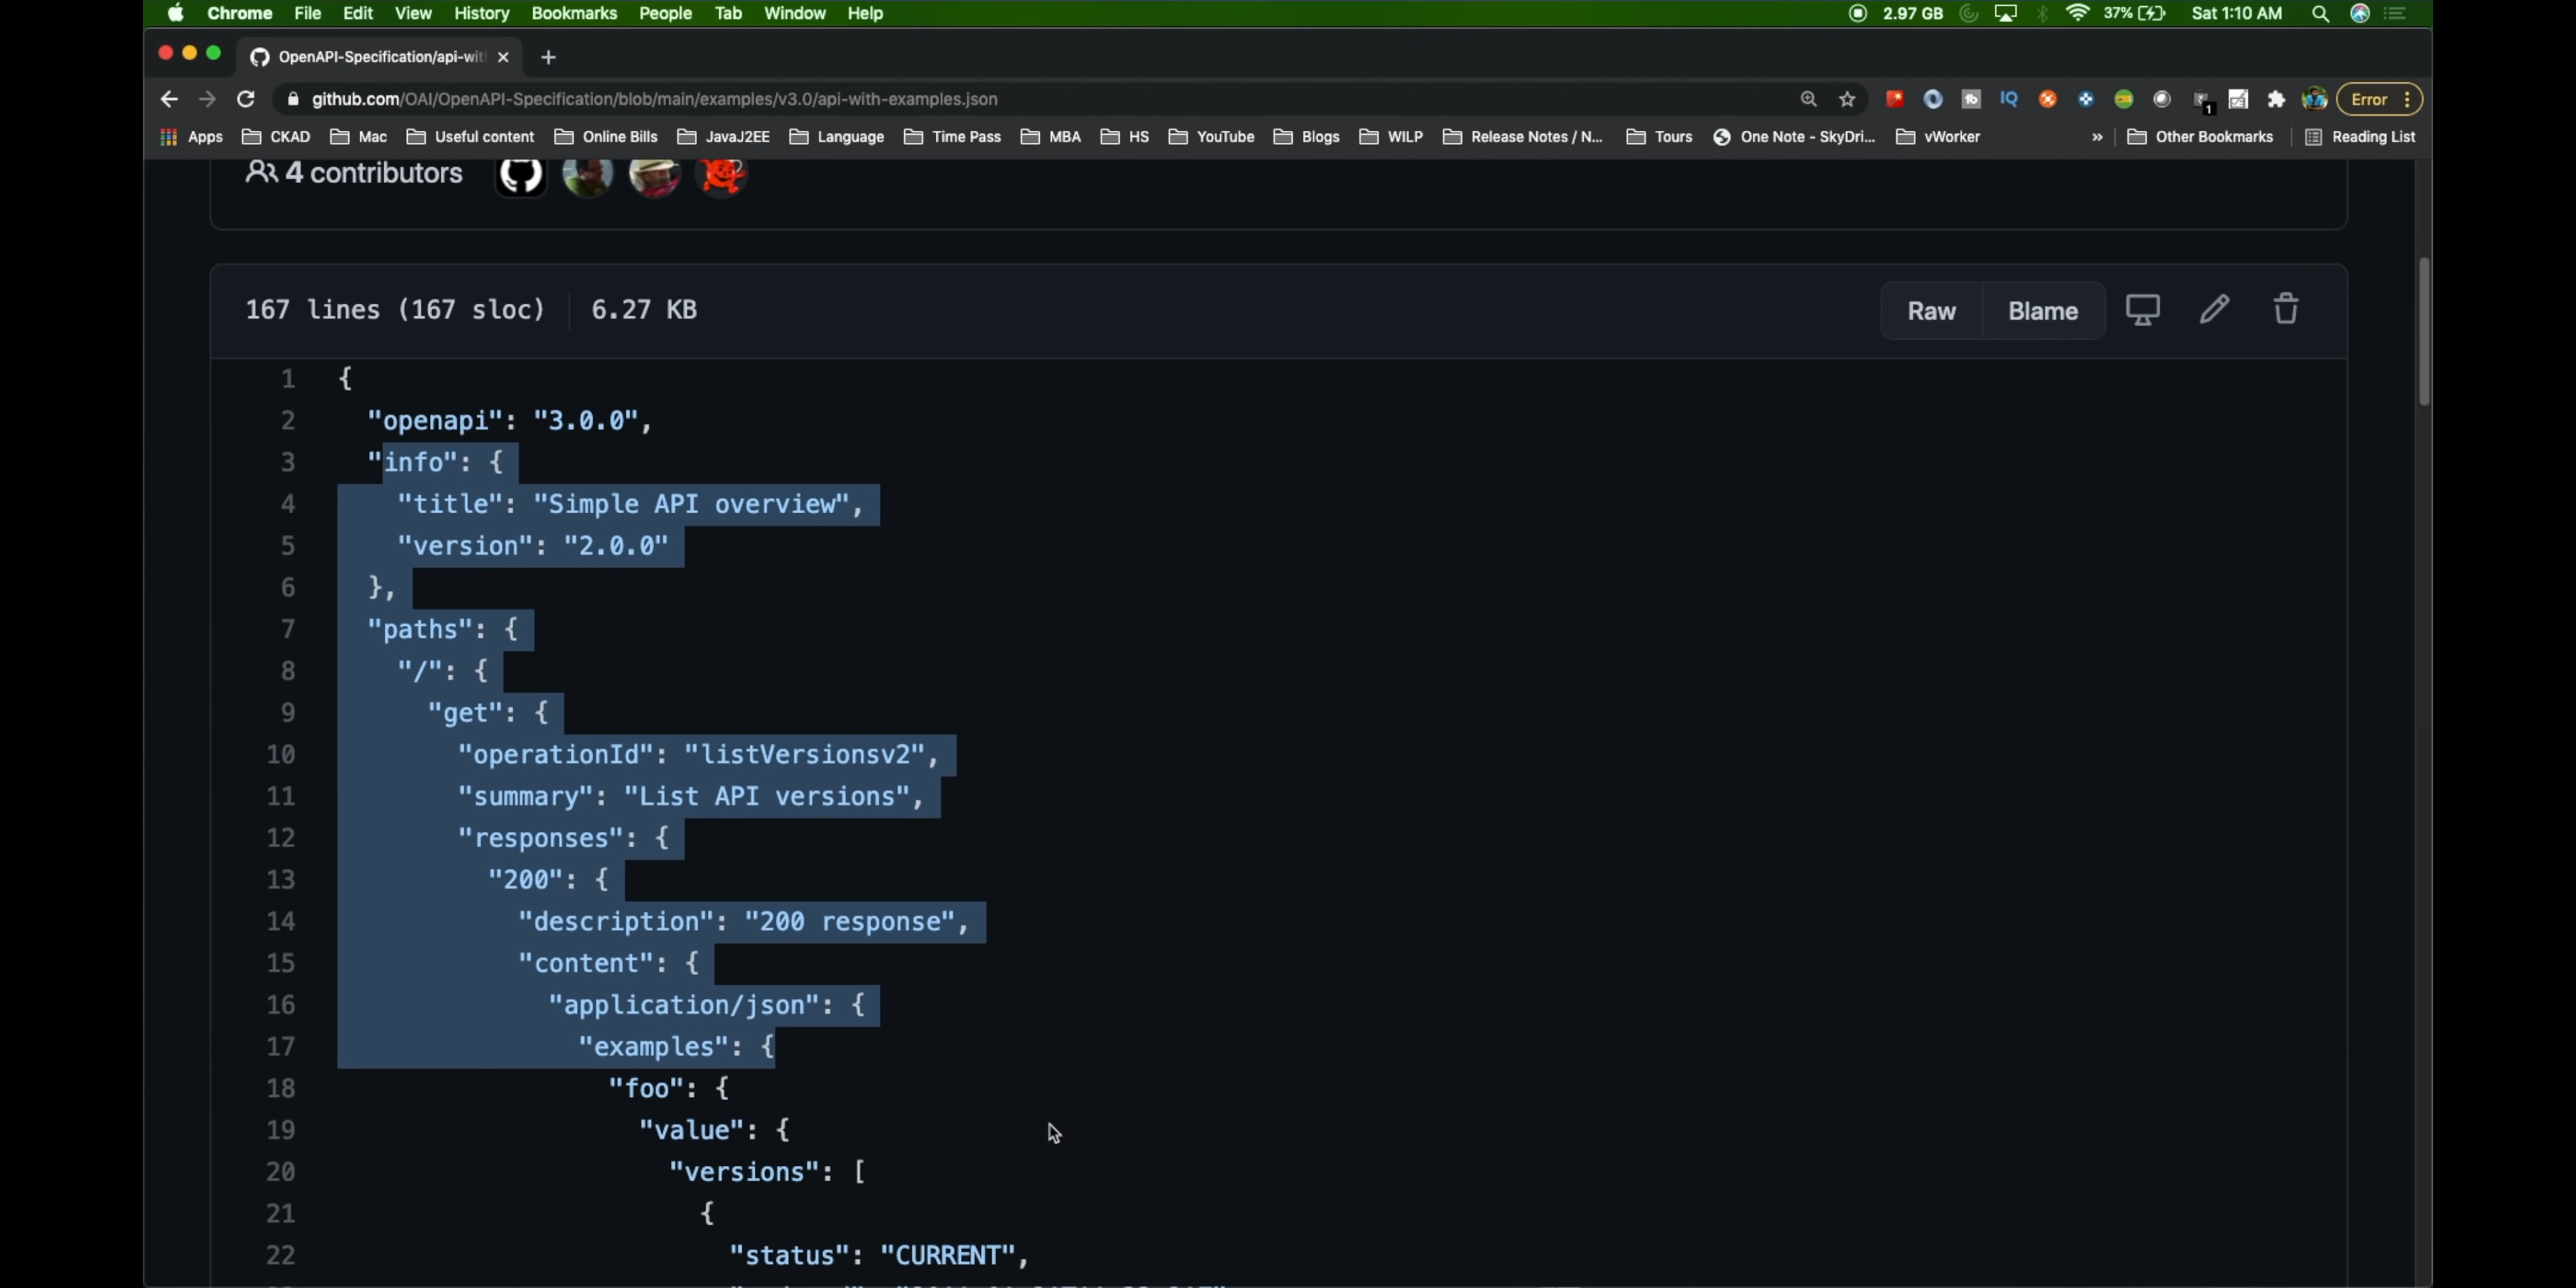 Chrome File Edit View History Bookmarks People Tab Window Help 2.97 GB 37% Sat 1:10 AM
OpenAPI-Specification/api-wit
github.com/OAI/OpenAPI-Specification/blob/main/examples/v3.0/api-with-examples.json IQ 1 Error
Apps CKAD Mac Useful content Online Bills JavaJ2EE Language Time Pass MBA HS YouTube Blogs WILP Release Notes / N... Tours One Note - SkyDri... vWorker » Other Bookmarks Reading List
4 contributors
167 lines (167 sloc) 6.27 KB Raw Blame
1 {
2 "openapi": "3.0.0",
3 "info": {
4 "title": "Simple API overview",
5 "version": "2.0.0"
6 },
7 "paths": {
8 "/": {
9 "get": {
10 "operationId": "listVersionsv2",
11 "summary": "List API versions",
12 "responses": {
13 "200": {
14 "description": "200 response",
15 "content": {
16 "application/json": {
17 "examples": {
18 "foo": {
19 "value": {
20 "versions": [
21 {
22 "status": "CURRENT",